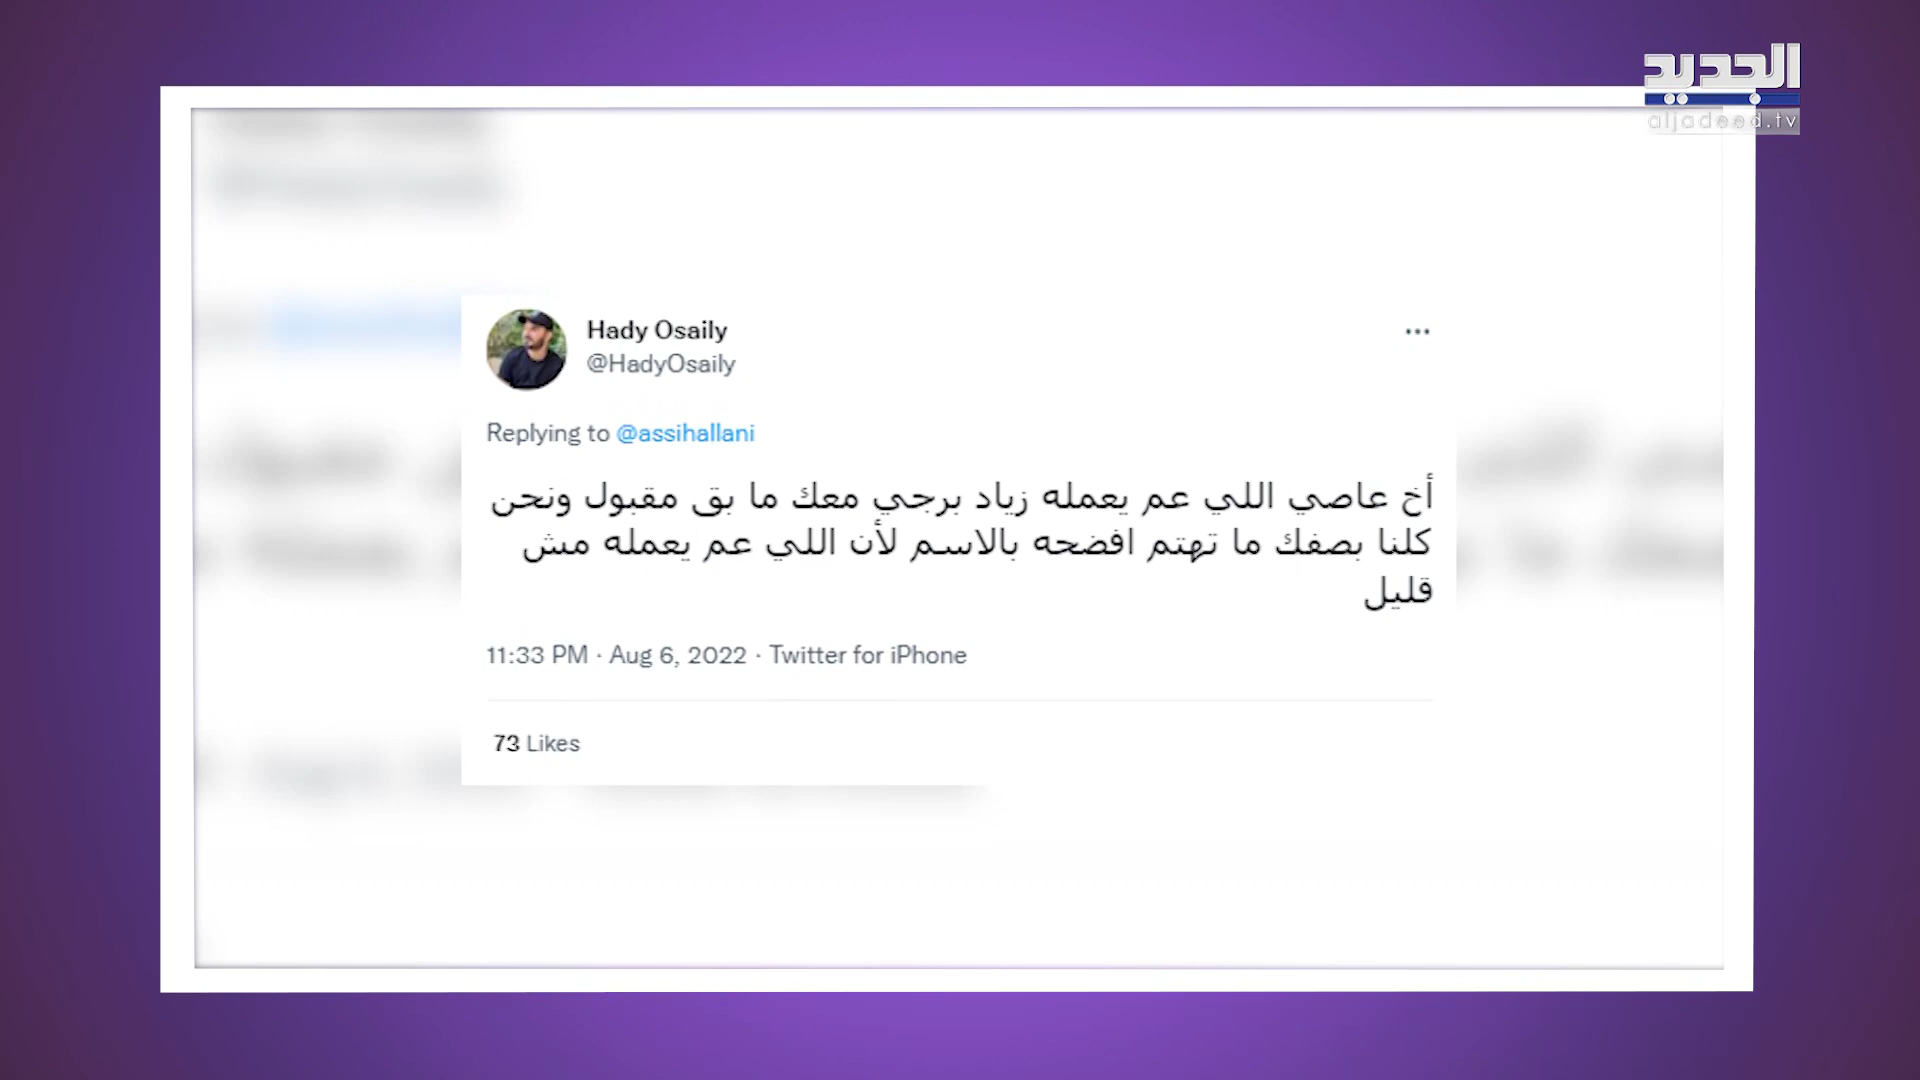 الجديد
aljadeed.tv
Hady Osaily
@HadyOsaily
Replying to @assihallani
أخ عاصي اللي عم يعمله زياد برجي معك ما بق مقبول ونحن
كلنا بصفك ما تهتم افضحه بالاسم لأن اللي عم يعمله مش
قليل
11:33 PM · Aug 6, 2022 · Twitter for iPhone
73 Likes